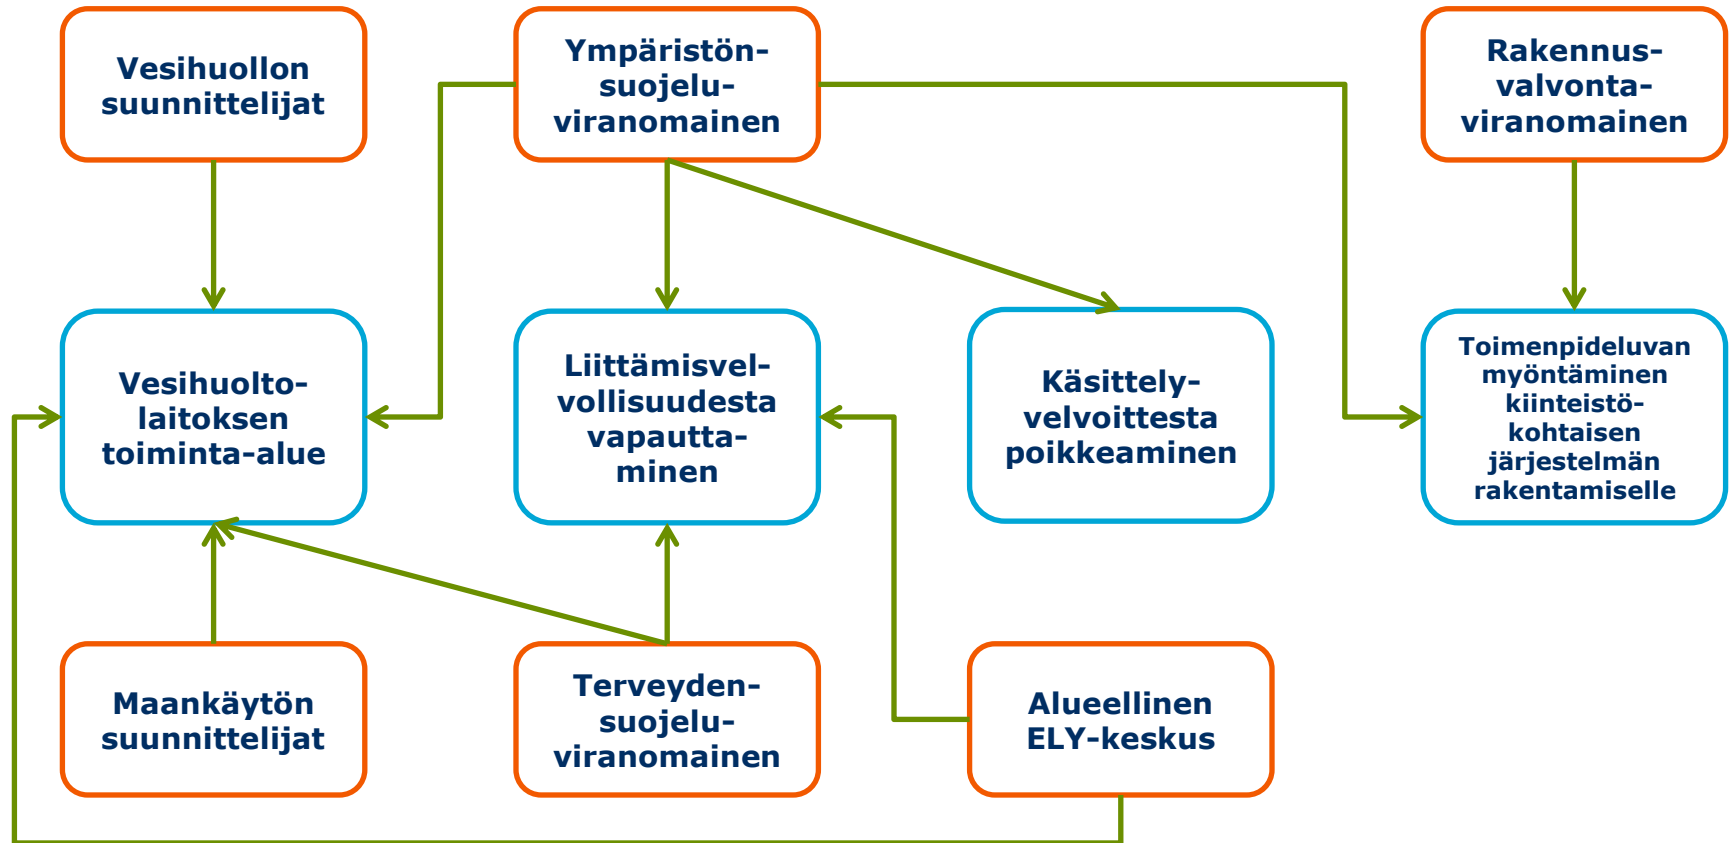 Vesihuollon
suunnittelijat
Ympäristön-
suojelu-
viranomainen
Rakennus-
valvonta-
viranomainen
Vesihuolto-
laitoksen
toiminta-alue
Liittämisvel-
vollisuudesta
vapautta-
minen
Käsittely-
velvoittesta
poikkeaminen
Toimenpideluvan
myöntäminen
kiinteistö-
kohtaisen
järjestelmän
rakentamiselle
Maankäytön
suunnittelijat
Terveyden-
suojelu-
viranomainen
Alueellinen
ELY-keskus